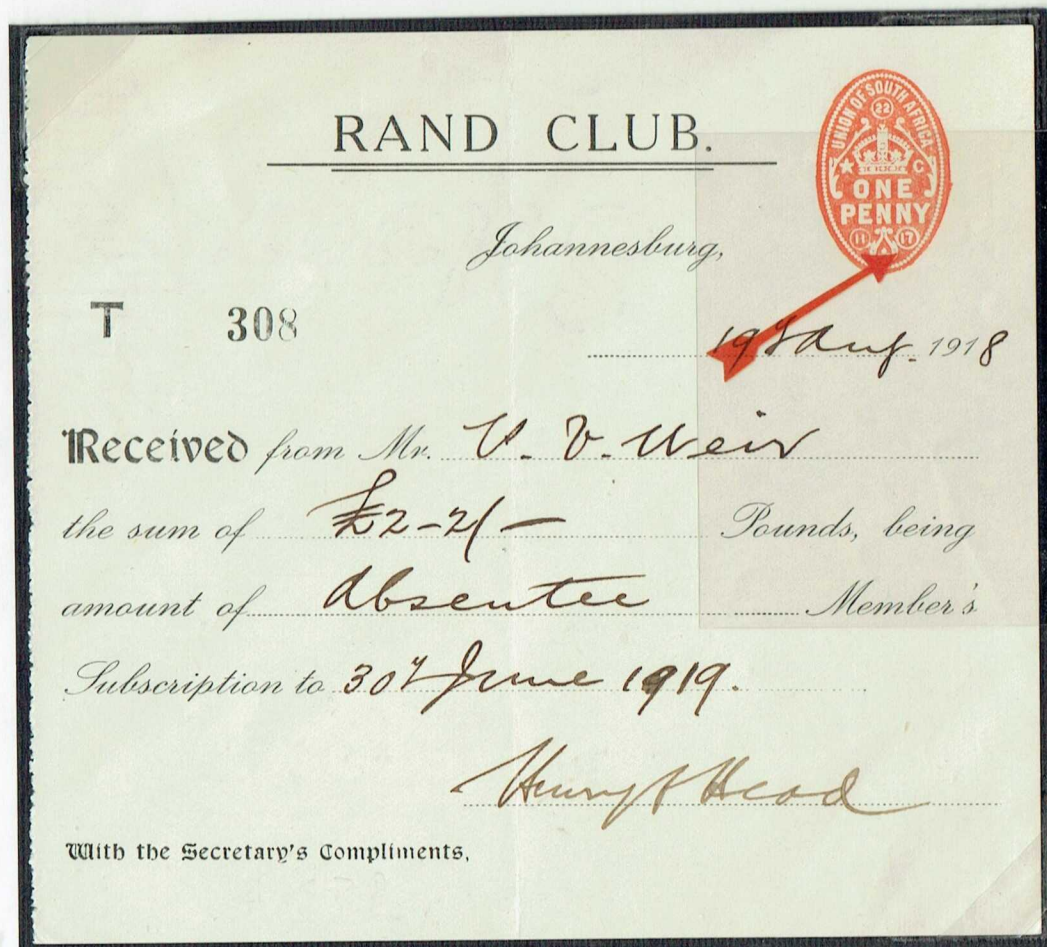 RAND CLUB.
UNION OF SOUTH AFRICA
22
C
ONE
PENNY
11 17
Johannesburg,
T 308
19th Aug. 1918
Received from Mr. V. V. Weir
the sum of £2-2/- Pounds, being
amount of Absentee Member's
Subscription to 30th June 1919.
Henry Head
With the Secretary's Compliments,